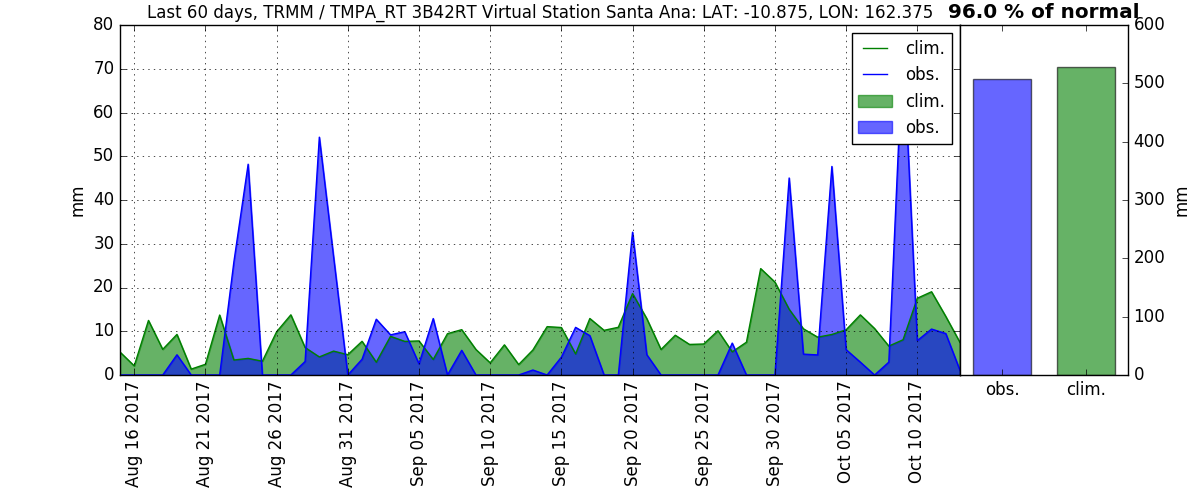 Last 60 days, TRMM / TMPA_RT 3B42RT Virtual Station Santa Ana: LAT: -10.875, LON: 162.375
96.0 % of normal
80
70
60
50
40
30
20
10
0
mm
clim.
obs.
clim.
obs.
600
500
400
300
200
100
0
mm
obs.
clim.
Aug 16 2017
Aug 21 2017
Aug 26 2017
Aug 31 2017
Sep 05 2017
Sep 10 2017
Sep 15 2017
Sep 20 2017
Sep 25 2017
Sep 30 2017
Oct 05 2017
Oct 10 2017